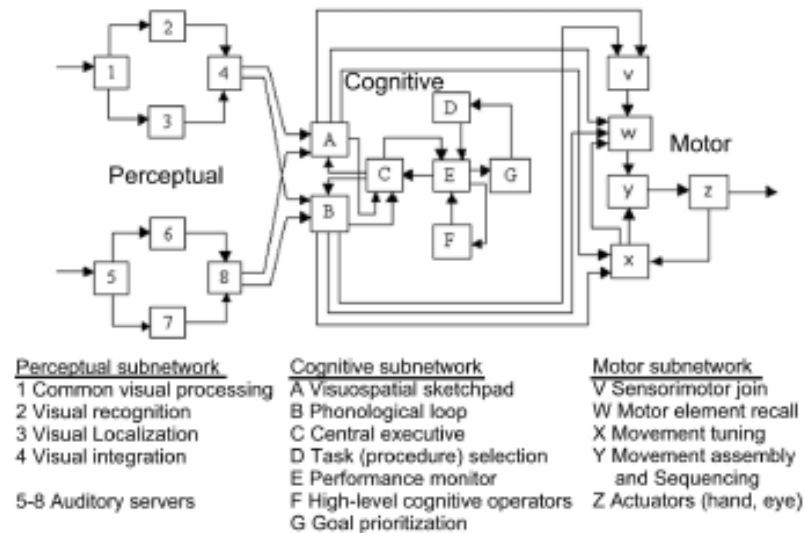 2
1
4
3
Perceptual
6
5
8
7
Cognitive
D
A
C
E
G
B
F
v
w
Motor
y
z
x
Perceptual subnetwork
1 Common visual processing
2 Visual recognition
3 Visual Localization
4 Visual integration
5-8 Auditory servers
Cognitive subnetwork
A Visuospatial sketchpad
B Phonological loop
C Central executive
D Task (procedure) selection
E Performance monitor
F High-level cognitive operators
G Goal prioritization
Motor subnetwork
V Sensorimotor join
W Motor element recall
X Movement tuning
Y Movement assembly
and Sequencing
Z Actuators (hand, eye)